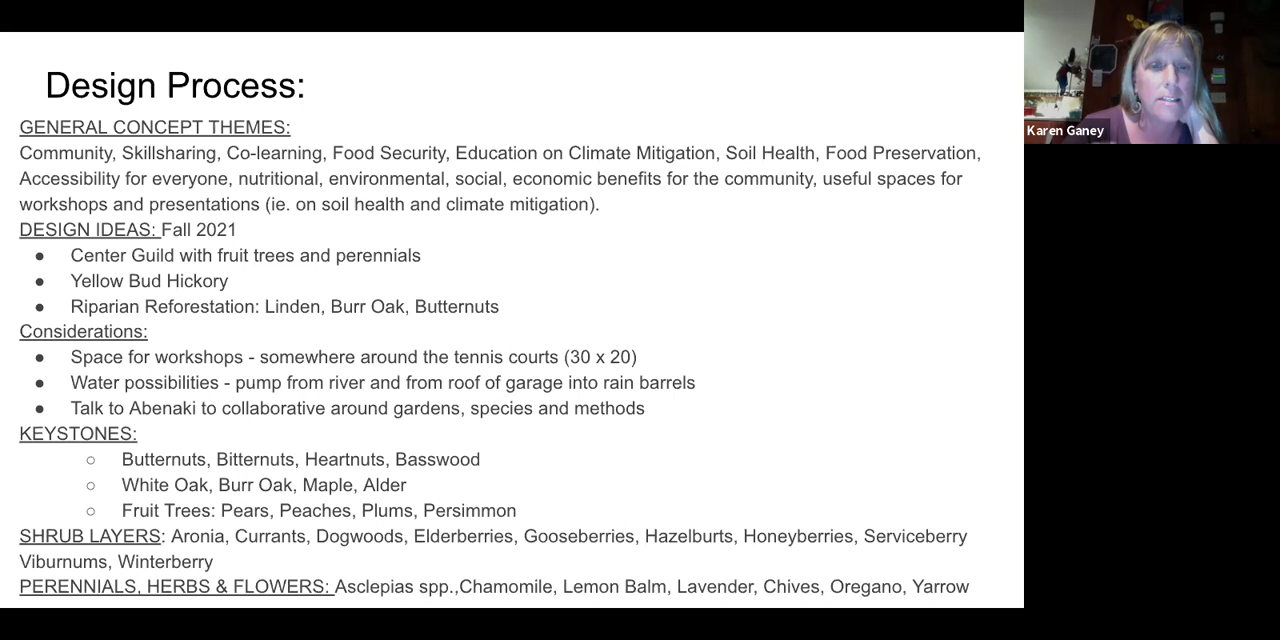 Design Process:
GENERAL CONCEPT THEMES:
Community, Skillsharing, Co-learning, Food Security, Education on Climate Mitigation, Soil Health, Food Preservation,
Accessibility for everyone, nutritional, environmental, social, economic benefits for the community, useful spaces for
workshops and presentations (ie. on soil health and climate mitigation).
DESIGN IDEAS: Fall 2021
● Center Guild with fruit trees and perennials
● Yellow Bud Hickory
● Riparian Reforestation: Linden, Burr Oak, Butternuts
Considerations:
● Space for workshops - somewhere around the tennis courts (30 x 20)
● Water possibilities - pump from river and from roof of garage into rain barrels
● Talk to Abenaki to collaborative around gardens, species and methods
KEYSTONES:
○ Butternuts, Bitternuts, Heartnuts, Basswood
○ White Oak, Burr Oak, Maple, Alder
○ Fruit Trees: Pears, Peaches, Plums, Persimmon
SHRUB LAYERS: Aronia, Currants, Dogwoods, Elderberries, Gooseberries, Hazelburts, Honeyberries, Serviceberry
Viburnums, Winterberry
PERENNIALS, HERBS & FLOWERS: Asclepias spp.,Chamomile, Lemon Balm, Lavender, Chives, Oregano, Yarrow
Karen Ganey